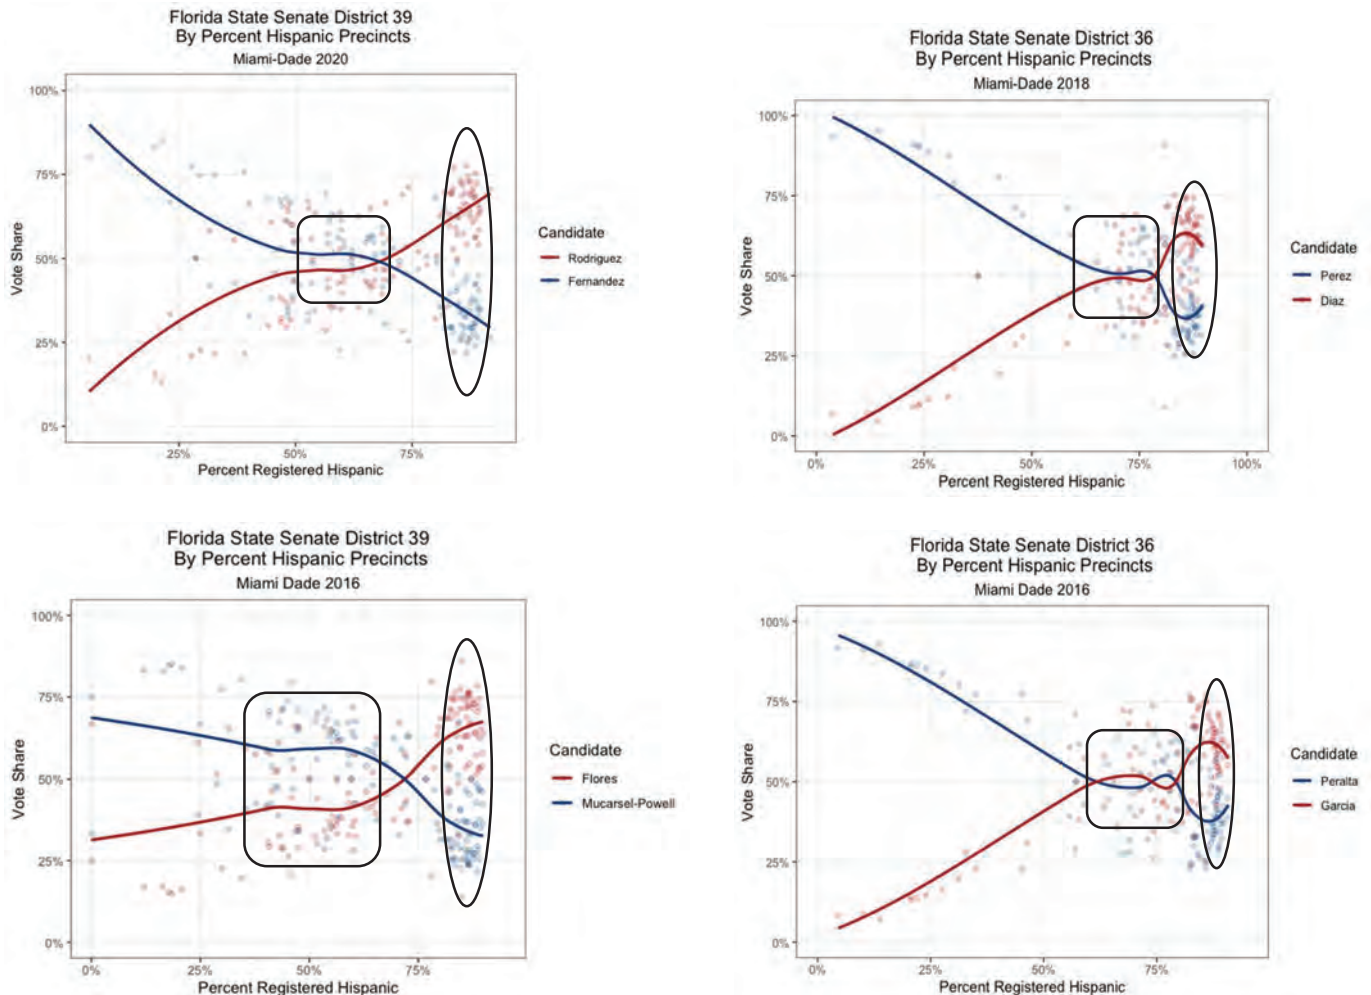 Florida State Senate District 39
By Percent Hispanic Precincts
Miami-Dade 2020
100%
75%
50%
25%
0%
Vote Share
25%
50%
75%
Percent Registered Hispanic
Candidate
Rodriguez
Fernandez
Florida State Senate District 36
By Percent Hispanic Precincts
Miami-Dade 2018
100%
75%
50%
25%
0%
Vote Share
0%
25%
50%
75%
100%
Percent Registered Hispanic
Candidate
Perez
Diaz
Florida State Senate District 39
By Percent Hispanic Precincts
Miami Dade 2016
100%
75%
50%
25%
0%
Vote Share
0%
25%
50%
75%
Percent Registered Hispanic
Candidate
Flores
Mucarsel-Powell
Florida State Senate District 36
By Percent Hispanic Precincts
Miami Dade 2016
100%
75%
50%
25%
0%
Vote Share
0%
25%
50%
75%
Percent Registered Hispanic
Candidate
Peralta
Garcia